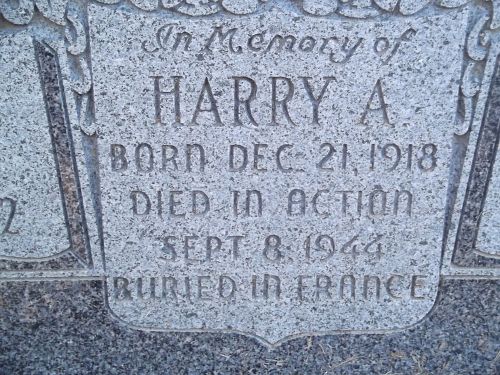 In Memory of
HARRY A
BORN DEC. 21, 1918
DIED IN ACTION
SEPT 8, 1944
BURIED IN FRANCE